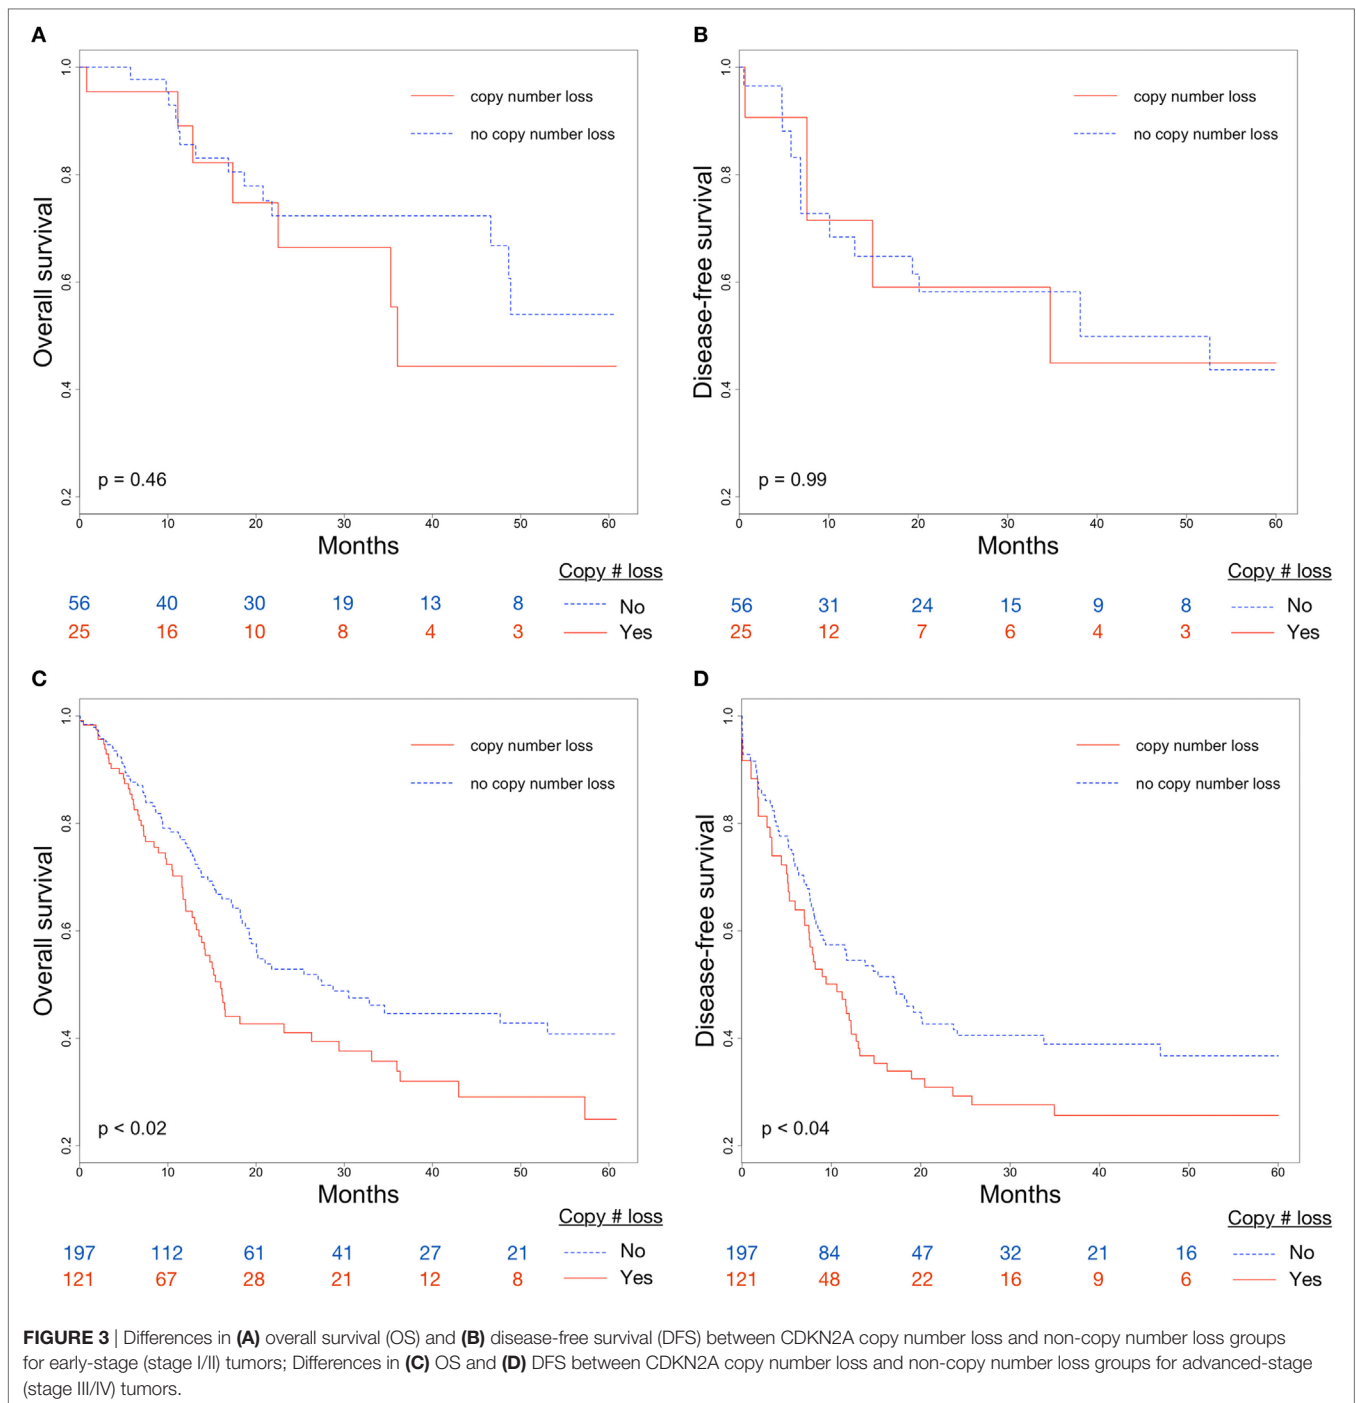 A
1.0
0.8
0.6
0.4
0.2
Overall survival
copy number loss
no copy number loss
p = 0.46
0 10 20 30 40 50 60
Months
Copy # loss
56 40 30 19 13 8 No
25 16 10 8 4 3 Yes
B
1.0
0.8
0.6
0.4
0.2
Disease-free survival
copy number loss
no copy number loss
p = 0.99
0 10 20 30 40 50 60
Months
Copy # loss
56 31 24 15 9 8 No
25 12 7 6 4 3 Yes
C
1.0
0.8
0.6
0.4
0.2
Overall survival
copy number loss
no copy number loss
p < 0.02
0 10 20 30 40 50 60
Months
Copy # loss
197 112 61 41 27 21 No
121 67 28 21 12 8 Yes
D
1.0
0.8
0.6
0.4
0.2
Disease-free survival
copy number loss
no copy number loss
p < 0.04
0 10 20 30 40 50 60
Months
Copy # loss
197 84 47 32 21 16 No
121 48 22 16 9 6 Yes
FIGURE 3 | Differences in (A) overall survival (OS) and (B) disease-free survival (DFS) between CDKN2A copy number loss and non-copy number loss groups
for early-stage (stage I/II) tumors; Differences in (C) OS and (D) DFS between CDKN2A copy number loss and non-copy number loss groups for advanced-stage
(stage III/IV) tumors.